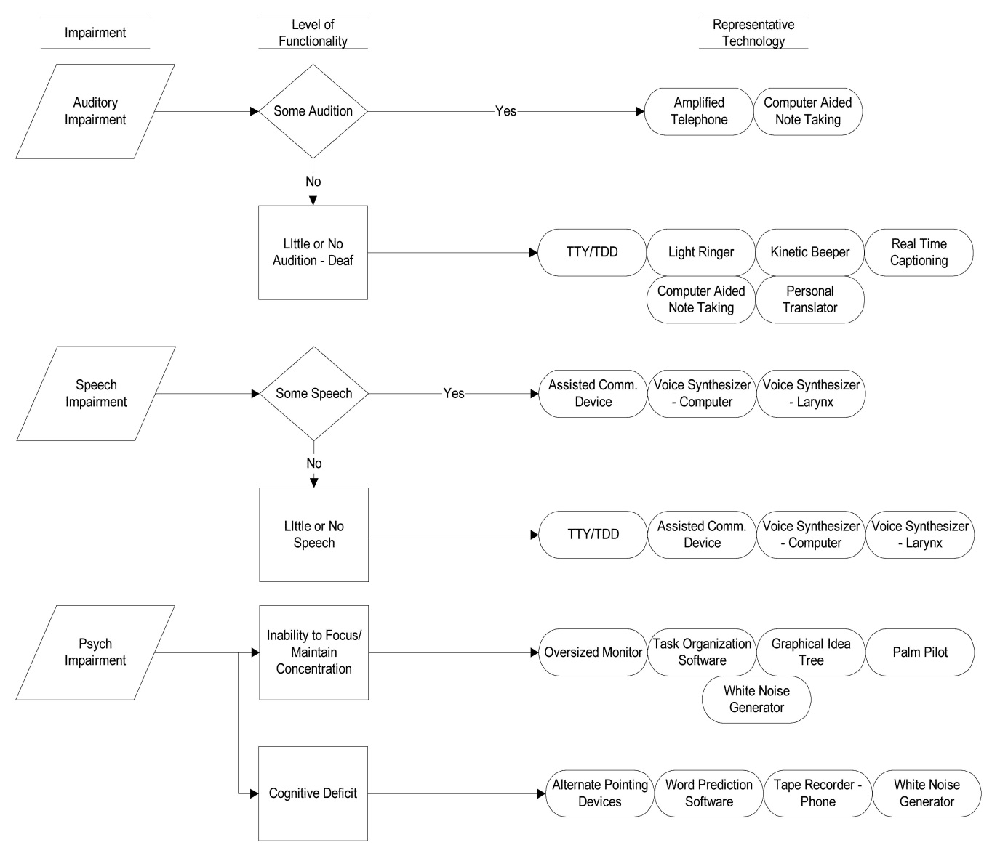 Impairment
Level of
Functionality
Representative
Technology
Auditory
Impairment
Some Audition
Yes
Amplified
Telephone
Computer Aided
Note Taking
No
LIttle or No
Audition - Deaf
TTY/TDD
Light Ringer
Kinetic Beeper
Real Time
Captioning
Computer Aided
Note Taking
Personal
Translator
Speech
Impairment
Some Speech
Yes
Assisted Comm.
Device
Voice Synthesizer
- Computer
Voice Synthesizer
- Larynx
No
LIttle or No
Speech
TTY/TDD
Assisted Comm.
Device
Voice Synthesizer
- Computer
Voice Synthesizer
- Larynx
Psych
Impairment
Inability to Focus/
Maintain
Concentration
Oversized Monitor
Task Organization
Software
Graphical Idea
Tree
Palm Pilot
White Noise
Generator
Cognitive Deficit
Alternate Pointing
Devices
Word Prediction
Software
Tape Recorder -
Phone
White Noise
Generator